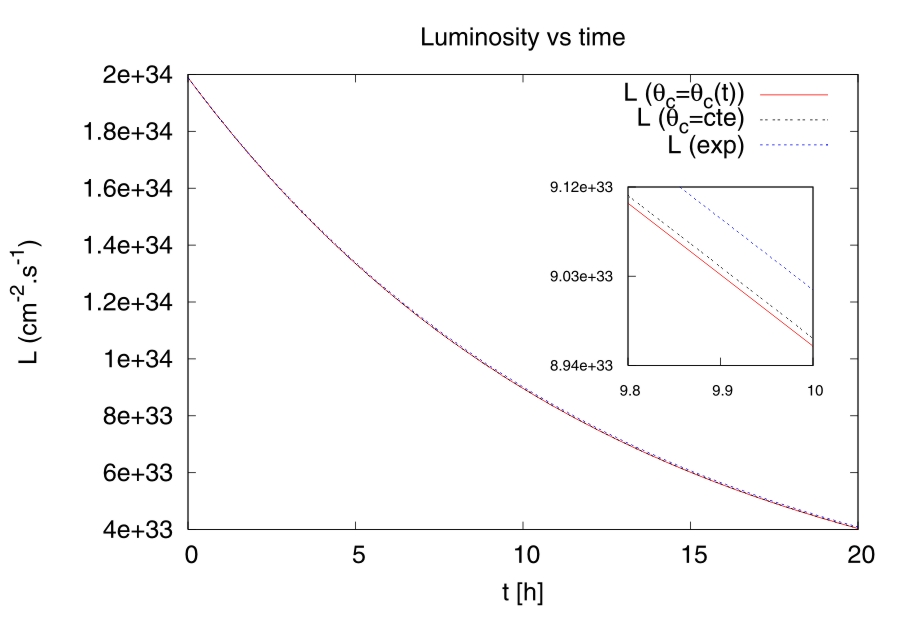 Luminosity vs time
L (cm⁻².s⁻¹)
2e+34
1.8e+34
1.6e+34
1.4e+34
1.2e+34
1e+34
8e+33
6e+33
4e+33
L (θc=θc(t))
L (θc=cte)
L (exp)
9.12e+33
9.03e+33
8.94e+33
9.8 9.9 10
0 5 10 15 20
t [h]